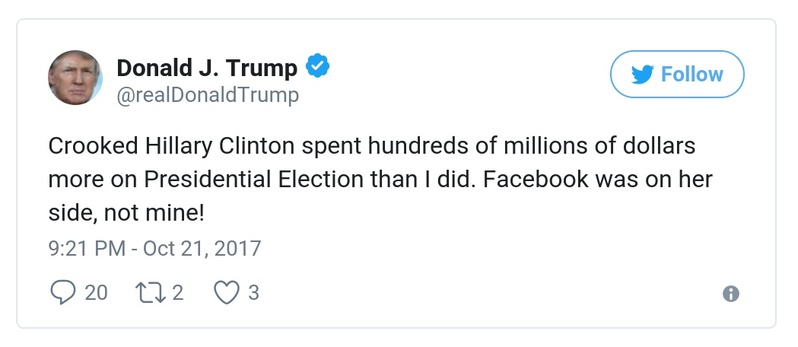 Donald J. Trump
@realDonaldTrump
Follow
Crooked Hillary Clinton spent hundreds of millions of dollars
more on Presidential Election than I did. Facebook was on her
side, not mine!
9:21 PM - Oct 21, 2017
20 2 3